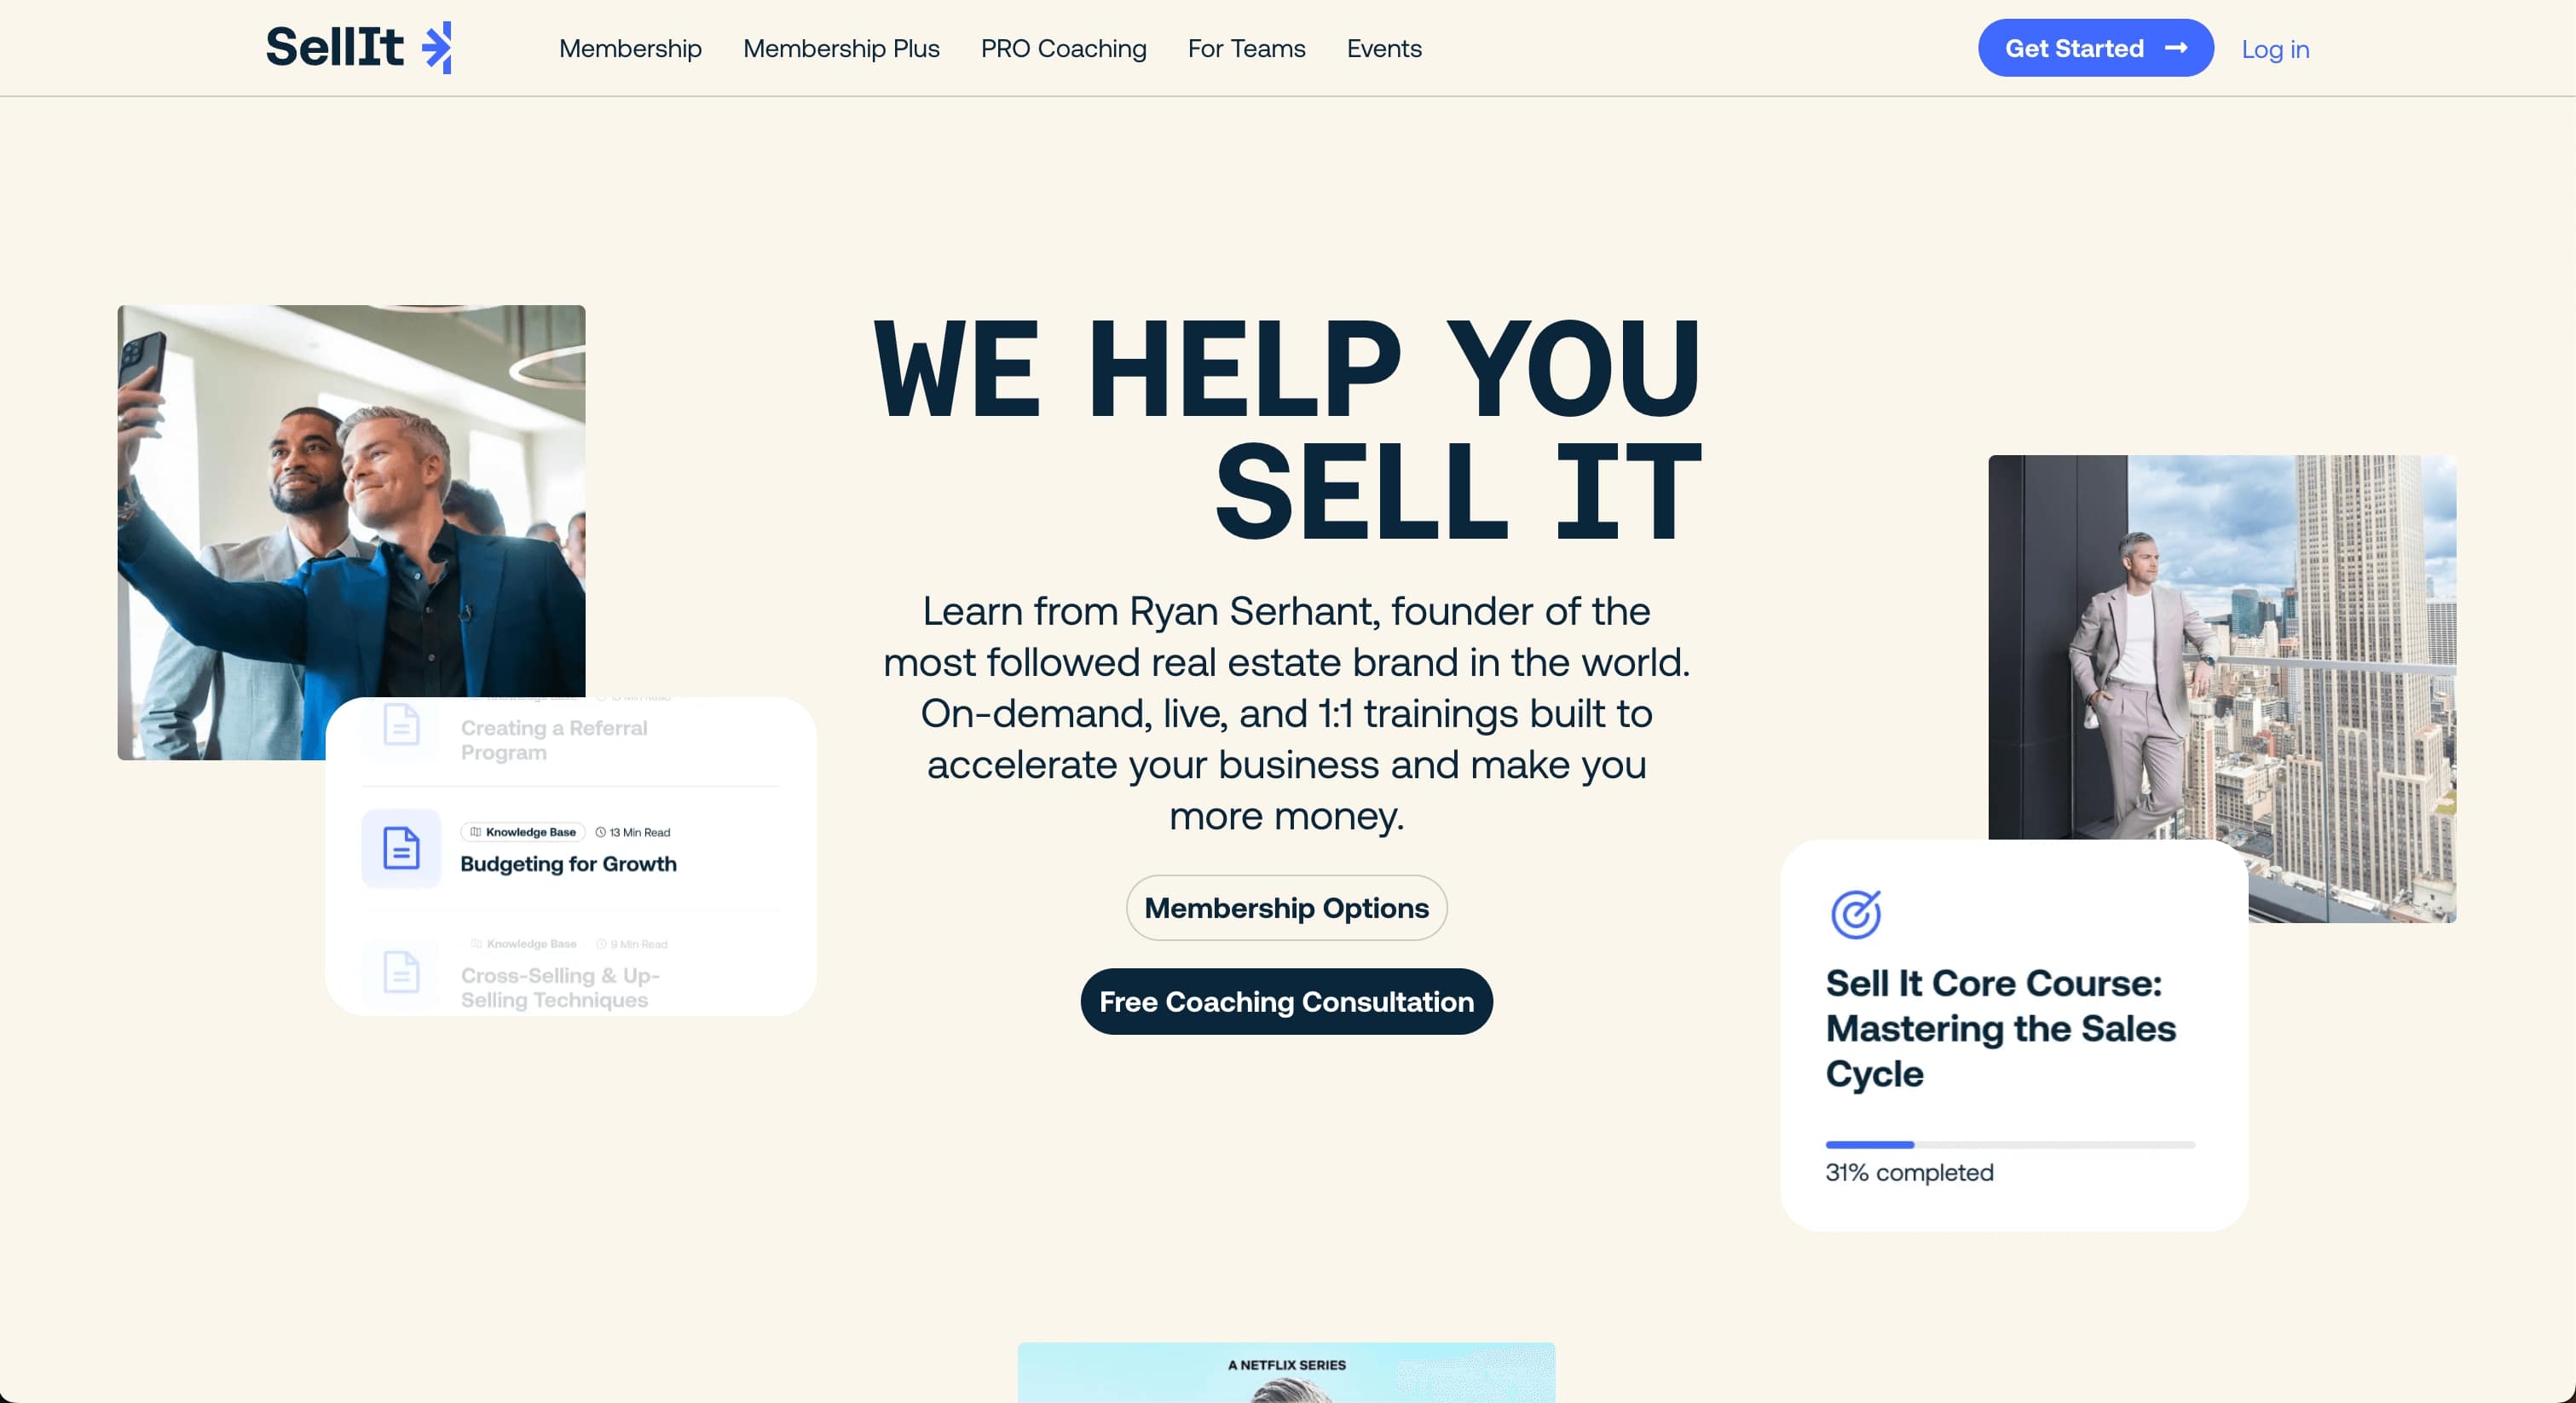 SellIt
Membership
Membership Plus
PRO Coaching
For Teams
Events
Get Started
Log in
WE HELP YOU
SELL IT
Learn from Ryan Serhant, founder of the
most followed real estate brand in the world.
On-demand, live, and 1:1 trainings built to
accelerate your business and make you
more money.
Membership Options
Free Coaching Consultation
Creating a Referral
Program
Knowledge Base
13 Min Read
Budgeting for Growth
Knowledge Base
9 Min Read
Cross-Selling & Up-
Selling Techniques
Sell It Core Course:
Mastering the Sales
Cycle
31% completed
A NETFLIX SERIES